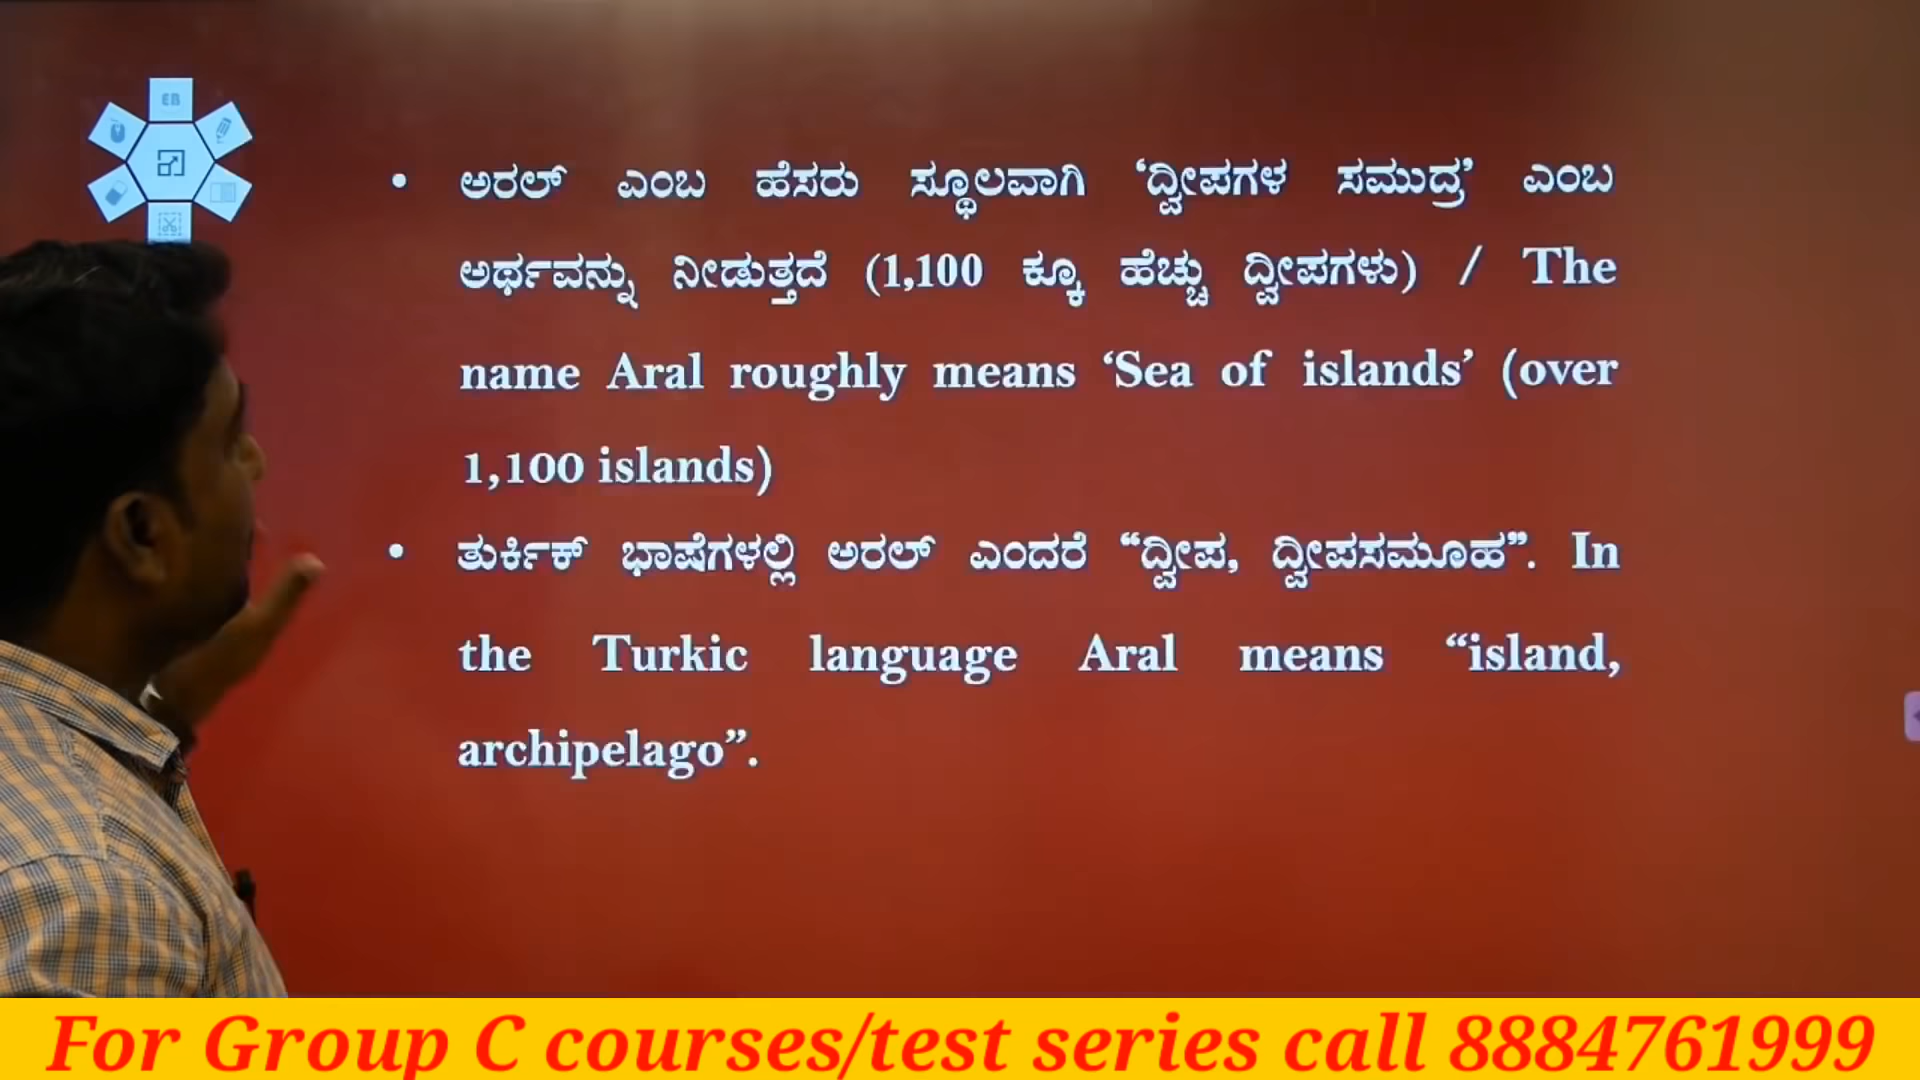 EB
• ಅರಲ್ ಎಂಬ ಹೆಸರು ಸ್ಥೂಲವಾಗಿ ‘ದ್ವೀಪಗಳ ಸಮುದ್ರ’ ಎಂಬ
ಅರ್ಥವನ್ನು ನೀಡುತ್ತದೆ (1,100 ಕ್ಕೂ ಹೆಚ್ಚು ದ್ವೀಪಗಳು) / The
name Aral roughly means ‘Sea of islands’ (over
1,100 islands)
• ತುರ್ಕಿಕ್ ಭಾಷೆಗಳಲ್ಲಿ ಅರಲ್ ಎಂದರೆ “ದ್ವೀಪ, ದ್ವೀಪಸಮೂಹ”. In
the Turkic language Aral means “island,
archipelago”.
For Group C courses/test series call 8884761999